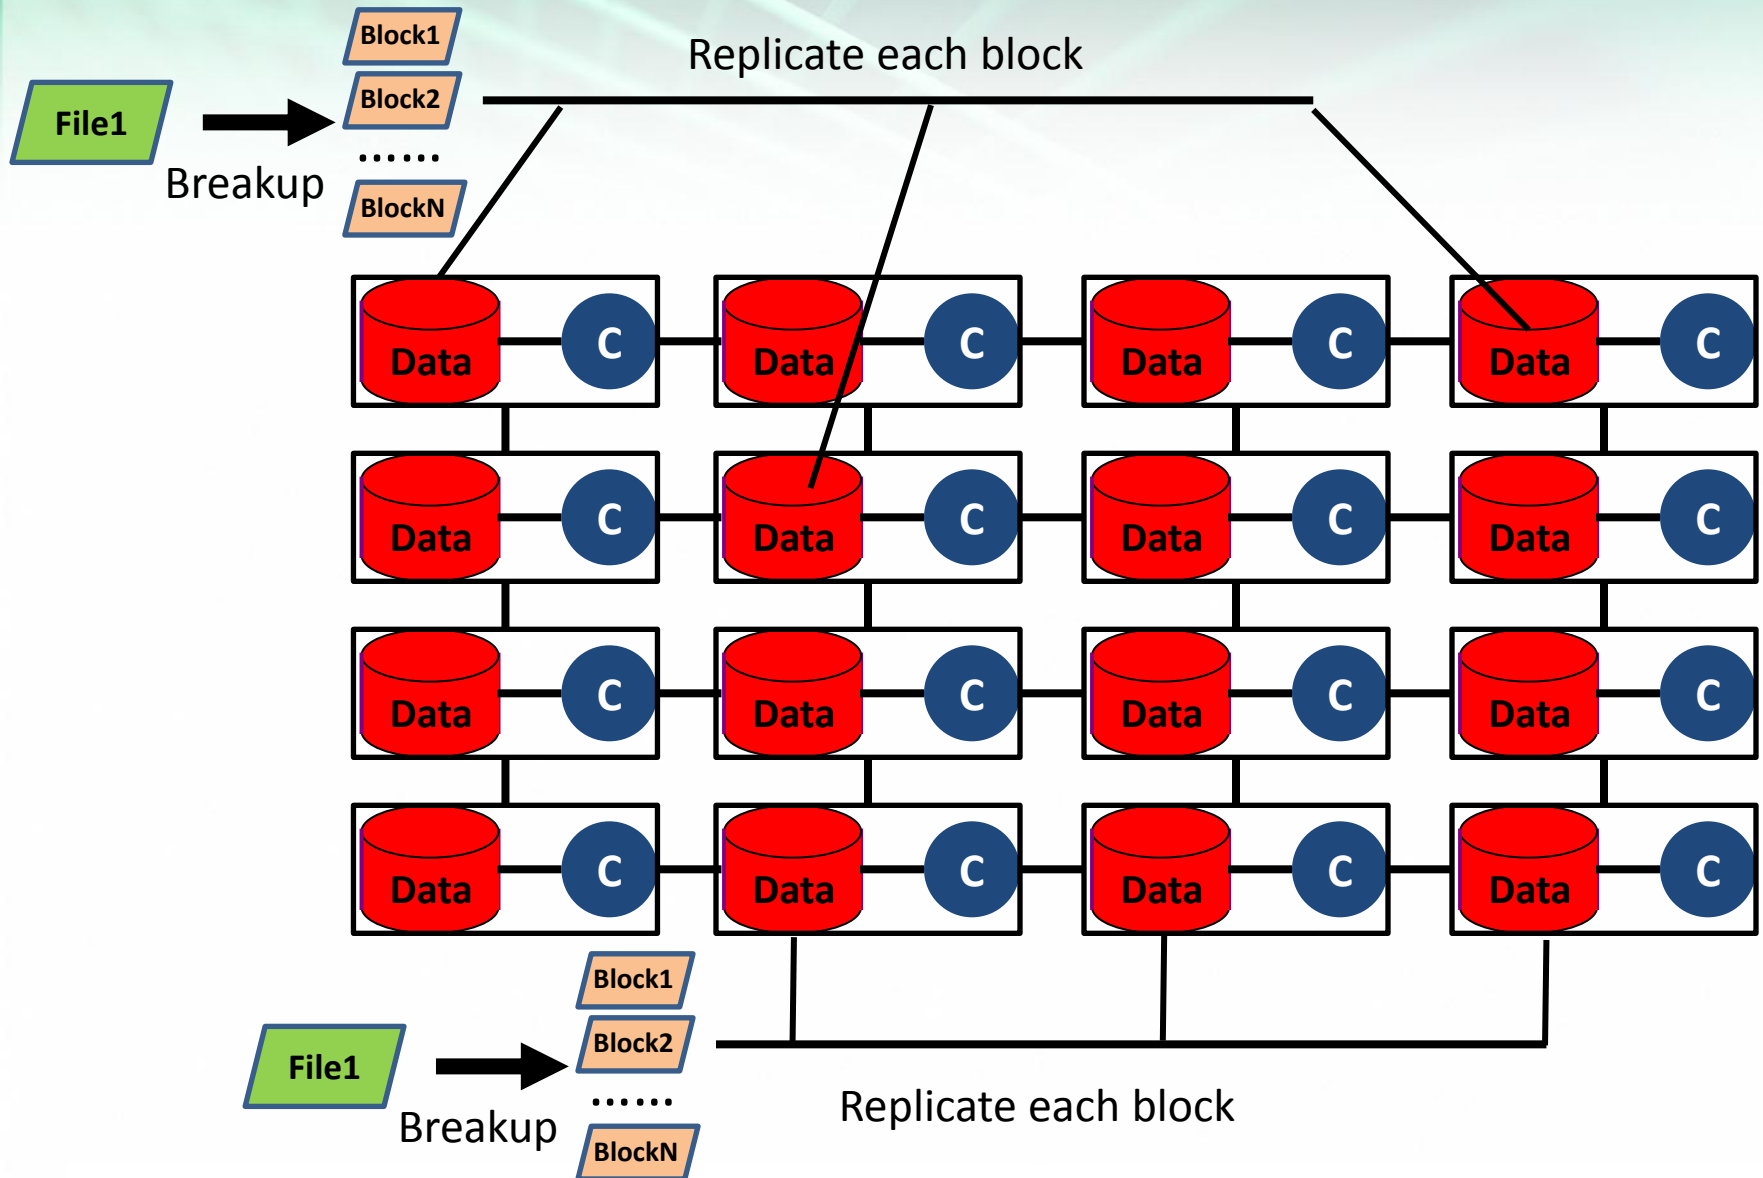 Block1
Replicate each block
Block2
File1
......
Breakup
BlockN
Data C Data C Data C Data C
Data C Data C Data C Data C
Data C Data C Data C Data C
Data C Data C Data C Data C
Block1
Block2
File1
......
Replicate each block
Breakup
BlockN